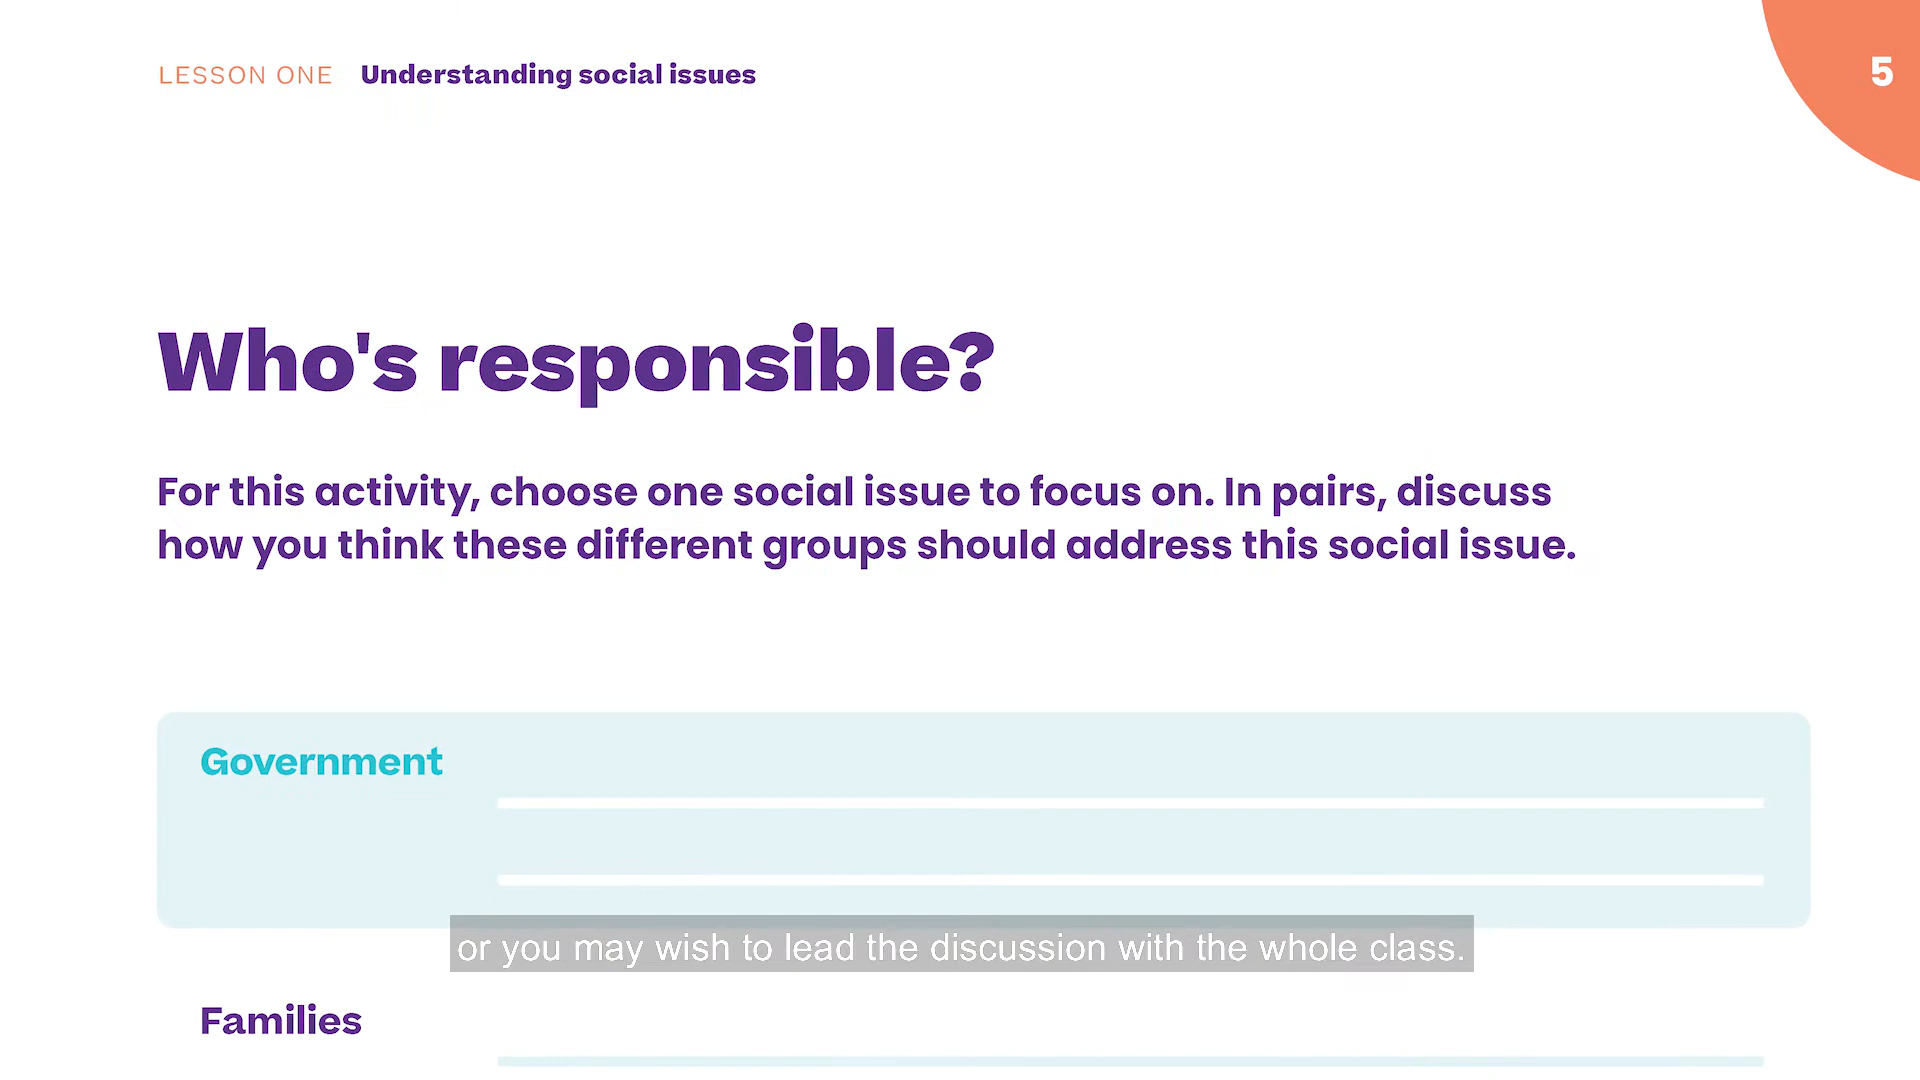 LESSON ONE Understanding social issues
5
Who's responsible?
For this activity, choose one social issue to focus on. In pairs, discuss
how you think these different groups should address this social issue.
Government
or you may wish to lead the discussion with the whole class.
Families